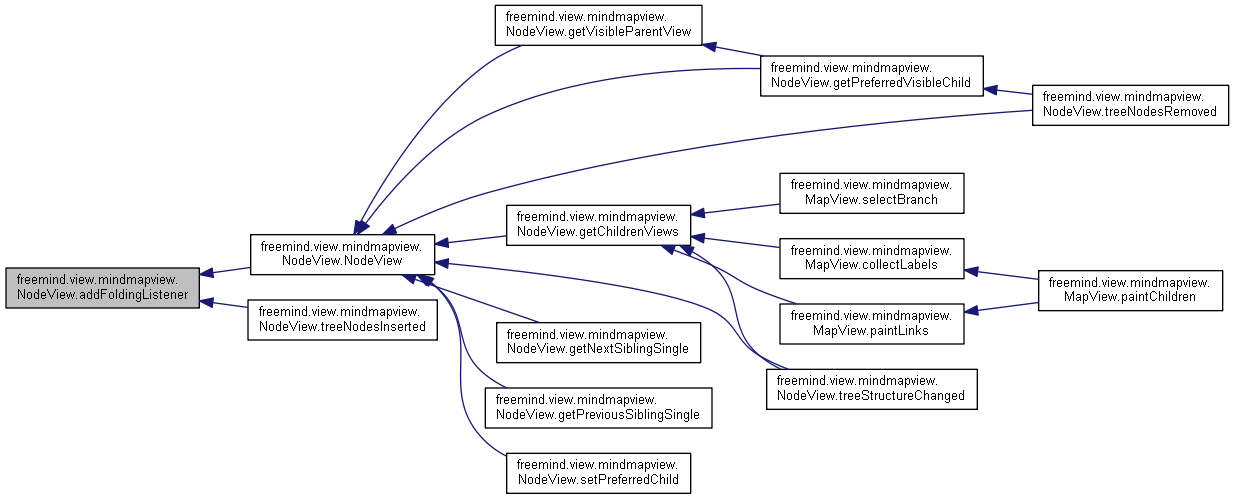 freemind.view.mindmapview.
NodeView.getVisibleParentView
freemind.view.mindmapview.
NodeView.getPreferredVisibleChild
freemind.view.mindmapview.
NodeView.treeNodesRemoved
freemind.view.mindmapview.
MapView.selectBranch
freemind.view.mindmapview.
NodeView.getChildrenViews
freemind.view.mindmapview.
NodeView.NodeView
freemind.view.mindmapview.
MapView.collectLabels
freemind.view.mindmapview.
NodeView.addFoldingListener
freemind.view.mindmapview.
MapView.paintChildren
freemind.view.mindmapview.
NodeView.treeNodesInserted
freemind.view.mindmapview.
MapView.paintLinks
freemind.view.mindmapview.
NodeView.getNextSiblingSingle
freemind.view.mindmapview.
NodeView.treeStructureChanged
freemind.view.mindmapview.
NodeView.getPreviousSiblingSingle
freemind.view.mindmapview.
NodeView.setPreferredChild